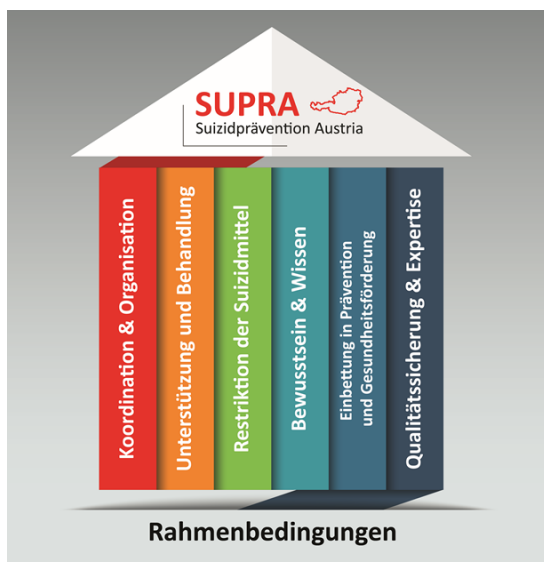 SUPRA
Suizidprävention Austria
Koordination & Organisation
Unterstützung und Behandlung
Restriktion der Suizidmittel
Bewusstsein & Wissen
Einbettung in Prävention
und Gesundheitsförderung
Qualitätssicherung & Expertise
Rahmenbedingungen